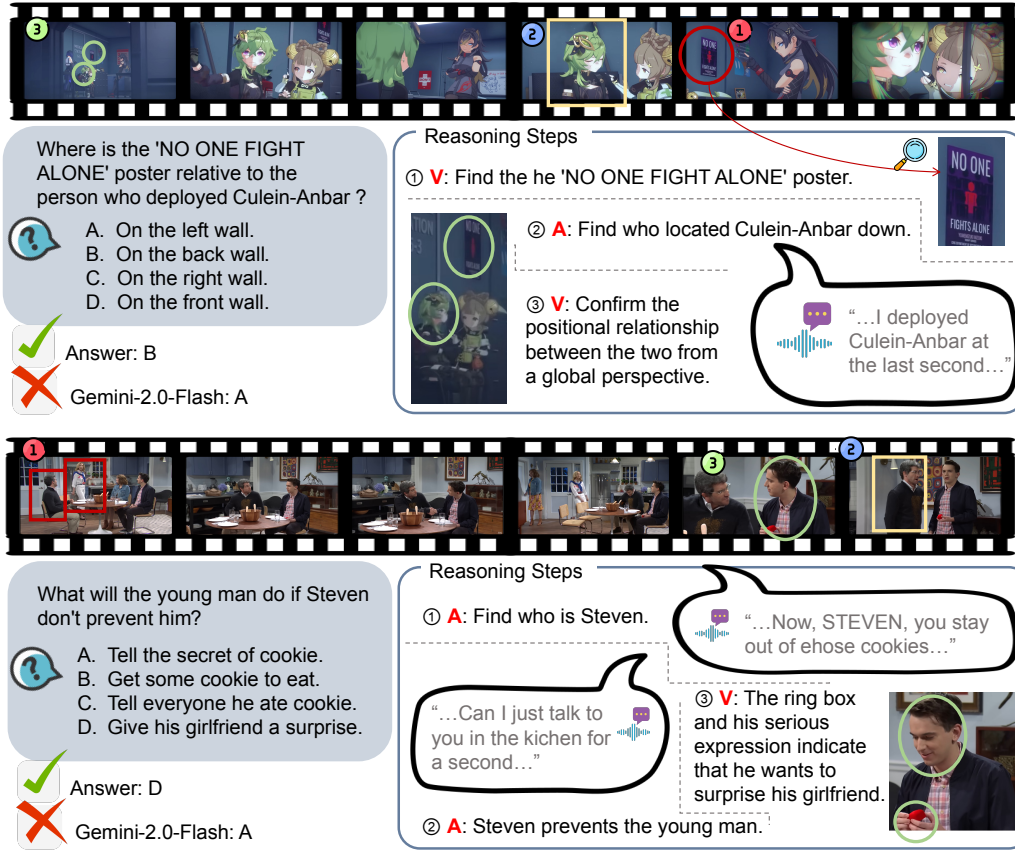 3
2
1
NO ONE
FIGHTS ALONE
Where is the 'NO ONE FIGHT
ALONE' poster relative to the
person who deployed Culein-Anbar ?
A. On the left wall.
B. On the back wall.
C. On the right wall.
D. On the front wall.
Answer: B
Gemini-2.0-Flash: A
Reasoning Steps
① V: Find the he 'NO ONE FIGHT ALONE' poster.
NO ONE
FIGHTS ALONE
② A: Find who located Culein-Anbar down.
③ V: Confirm the
positional relationship
between the two from
a global perspective.
“…I deployed
Culein-Anbar at
the last second…”
1
3
2
What will the young man do if Steven
don't prevent him?
A. Tell the secret of cookie.
B. Get some cookie to eat.
C. Tell everyone he ate cookie.
D. Give his girlfriend a surprise.
Answer: D
Gemini-2.0-Flash: A
Reasoning Steps
① A: Find who is Steven.
“…Now, STEVEN, you stay
out of ehose cookies…”
“…Can I just talk to
you in the kichen for
a second…”
③ V: The ring box
and his serious
expression indicate
that he wants to
surprise his girlfriend.
② A: Steven prevents the young man.